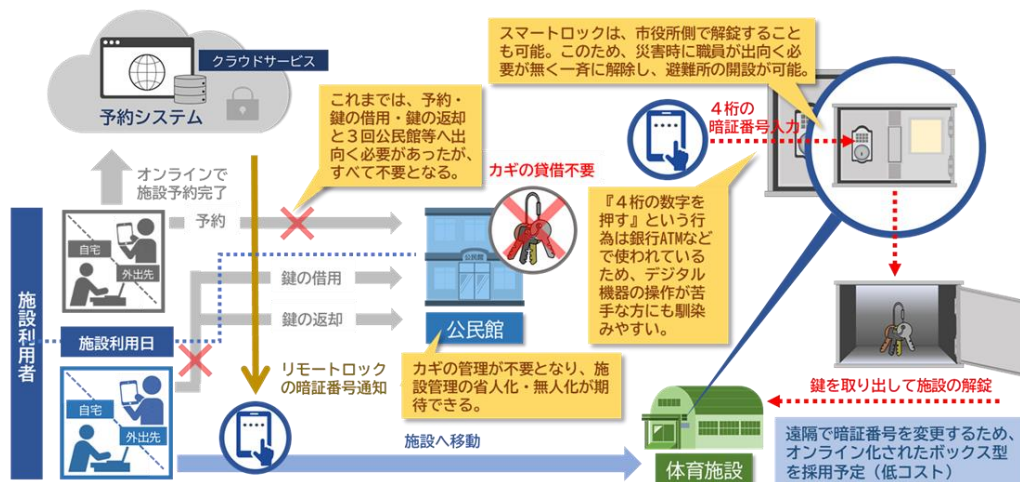 クラウドサービス
予約システム
スマートロックは、市役所側で解錠すること
も可能。このため、災害時に職員が出向く必
要が無く一斉に解除し、避難所の開設が可能。
これまでは、予約・
鍵の借用・鍵の返却
と３回公民館等へ出
向く必要があったが、
すべて不要となる。
４桁の
暗証番号入力
オンラインで
施設予約完了
カギの貸借不要
予約
自宅
外出先
公民館
『４桁の数字を
押す』という行
為は銀行ATMなど
で使われている
ため、デジタル
機器の操作が苦
手な方にも馴染
みやすい。
鍵の借用
鍵の返却
公民館
施設利用者
施設利用日
リモートロック
の暗証番号通知
カギの管理が不要となり、施
設管理の省人化・無人化が期
待できる。
自宅
外出先
鍵を取り出して施設の解錠
施設へ移動
体育施設
遠隔で暗証番号を変更するため、
オンライン化されたボックス型
を採用予定（低コスト）